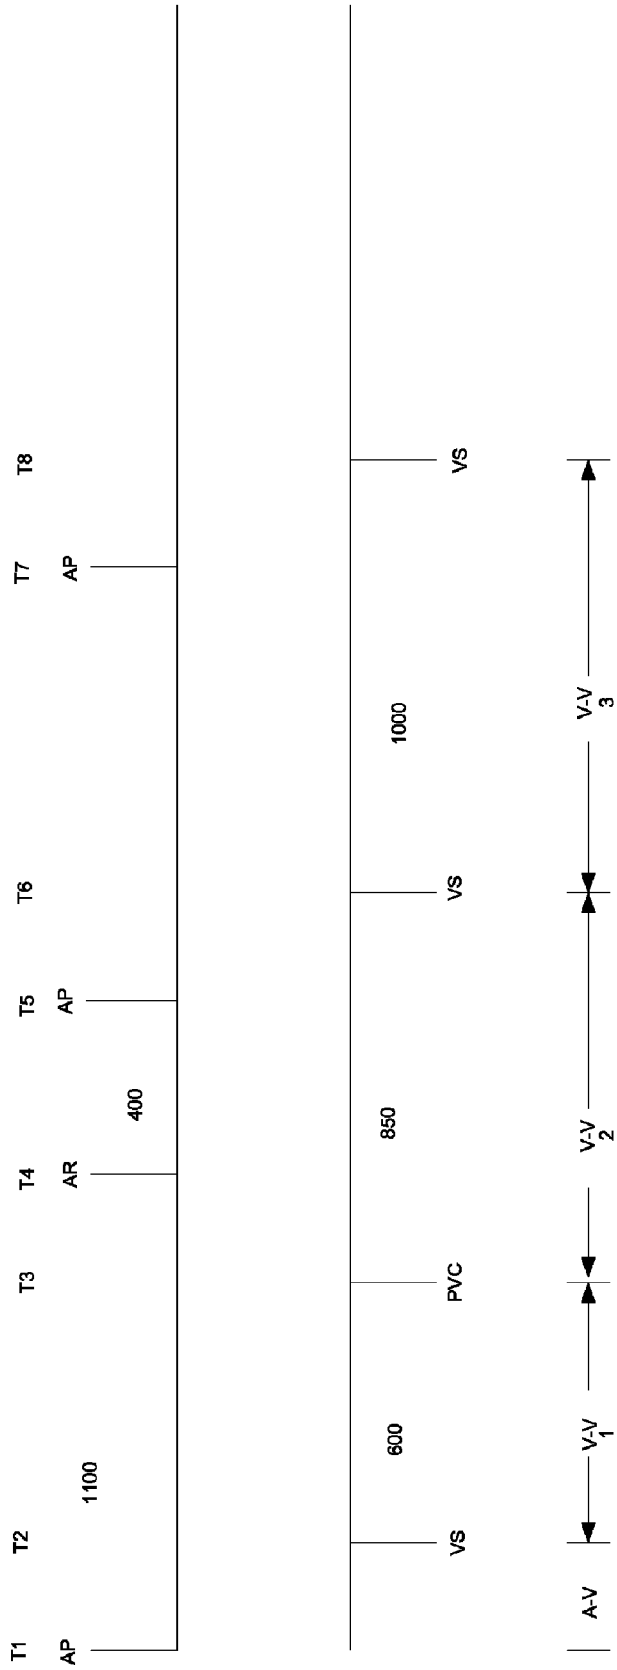 T1 T2 T3 T4 T5 T6 T7 T8
AP AR AP AP
1100 400
600 850 1000
VS PVC VS VS
A-V V-V V-V V-V
1 2 3